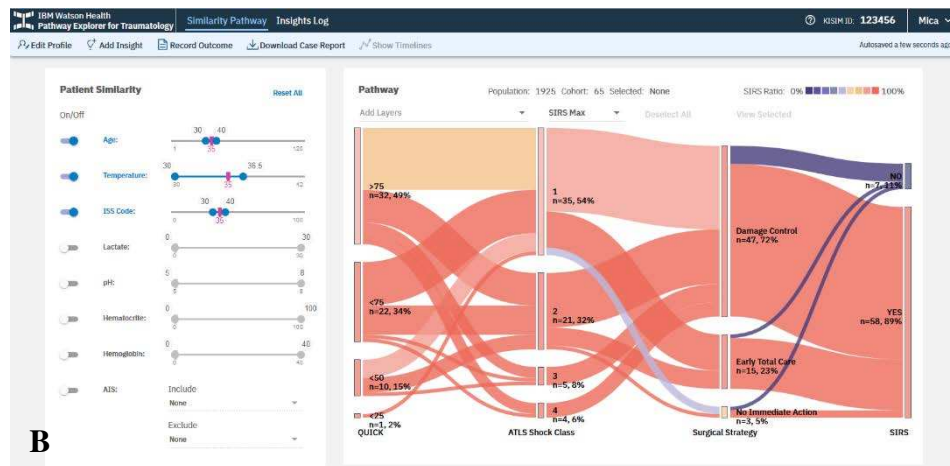 IBM Watson Health
Pathway Explorer for Traumatology
Similarity Pathway Insights Log
KISIM ID: 123456 Mica
Edit Profile Add Insight Record Outcome Download Case Report Show Timelines
Autosaved a few seconds ago
Patient Similarity Reset All
On/Off
Age:
30 40
1 35 125
Temperature:
30 36.5
30 35 42
ISS Code:
30 40
0 35 100
Lactate:
0 30
0 30
pH:
5 8
5 8
Hematocrite:
0 100
0 100
Hemoglobin:
0 40
0 40
AIS:
Include
None
Exclude
None
Pathway Population: 1925 Cohort: 65 Selected: None SIRS Ratio: 0% 100%
Add Layers SIRS Max Deselect All View Selected
>75
n=32, 49%
<75
n=22, 34%
<50
n=10, 15%
<25
n=1, 2%
QUICK
1
n=35, 54%
2
n=21, 32%
3
n=5, 8%
4
n=4, 6%
ATLS Shock Class
Damage Control
n=47, 72%
Early Total Care
n=15, 23%
No Immediate Action
n=3, 5%
Surgical Strategy
NO
n=7, 11%
YES
n=58, 89%
SIRS
B